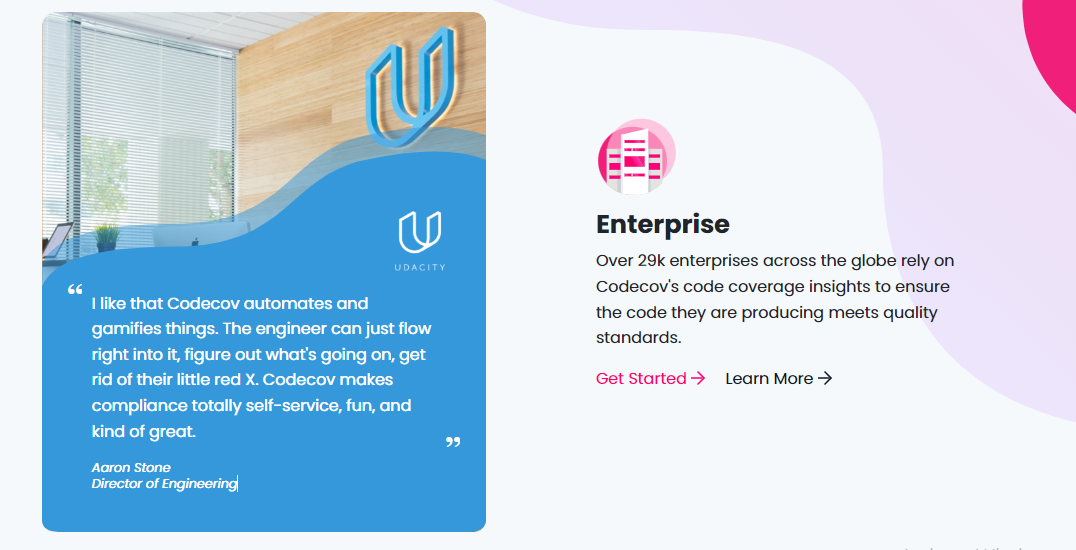 UDACITY
“ I like that Codecov automates and
gamifies things. The engineer can just flow
right into it, figure out what's going on, get
rid of their little red X. Codecov makes
compliance totally self-service, fun, and
kind of great. ”
Aaron Stone
Director of Engineering
Enterprise
Over 29k enterprises across the globe rely on
Codecov's code coverage insights to ensure
the code they are producing meets quality
standards.
Get Started → Learn More →